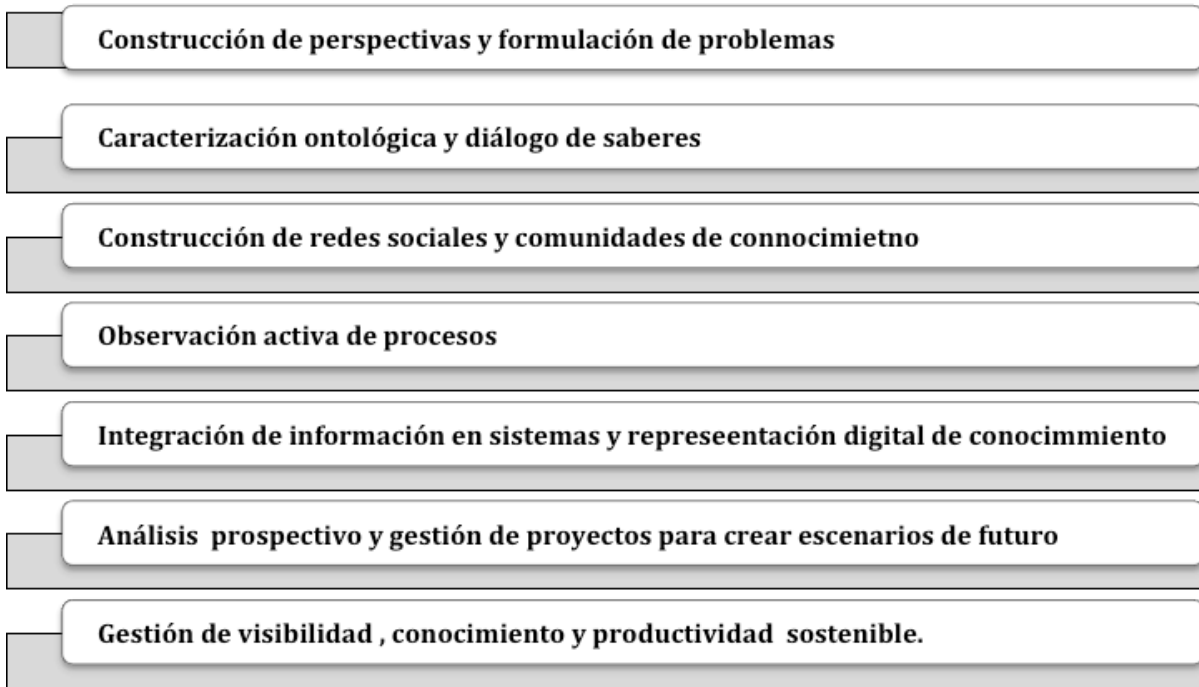 Construcción de perspectivas y formulación de problemas
Caracterización ontológica y diálogo de saberes
Construcción de redes sociales y comunidades de connocimietno
Observación activa de procesos
Integración de información en sistemas y represeentación digital de conocimmiento
Análisis  prospectivo y gestión de proyectos para crear escenarios de futuro
Gestión de visibilidad , conocimiento y productividad  sostenible.